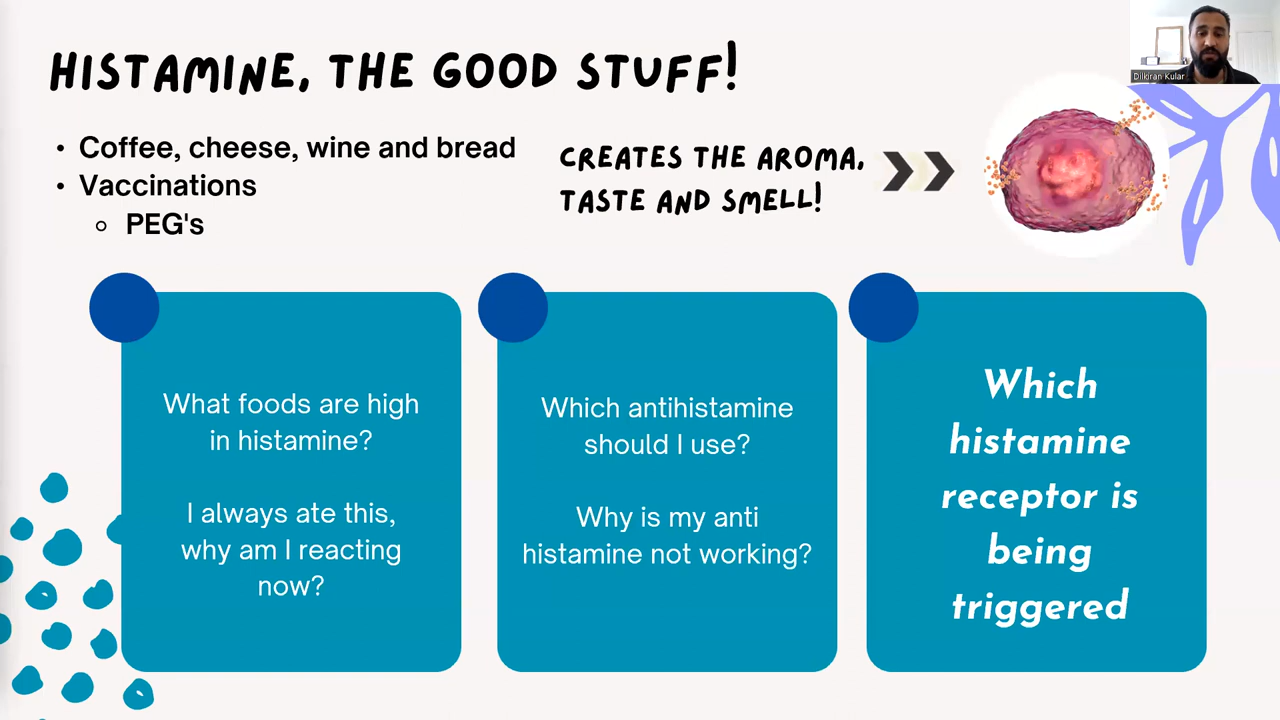 HISTAMINE, THE GOOD STUFF!
• Coffee, cheese, wine and bread
• Vaccinations
○ PEG's
CREATES THE AROMA,
TASTE AND SMELL!
Dilkiran Kular
What foods are high
in histamine?
I always ate this,
why am I reacting
now?
Which antihistamine
should I use?
Why is my anti
histamine not working?
Which
histamine
receptor is
being
triggered